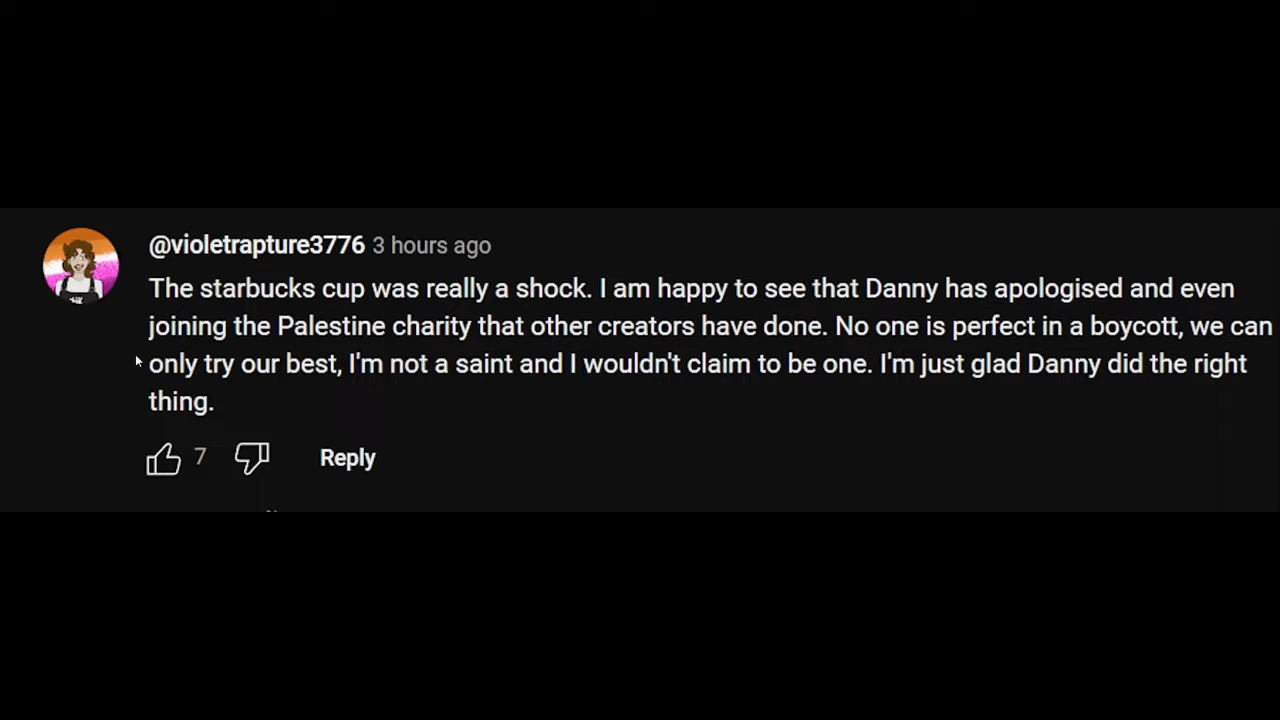 @violetrapture3776 3 hours ago
The starbucks cup was really a shock. I am happy to see that Danny has apologised and even
joining the Palestine charity that other creators have done. No one is perfect in a boycott, we can
only try our best, I'm not a saint and I wouldn't claim to be one. I'm just glad Danny did the right
thing.
7 Reply